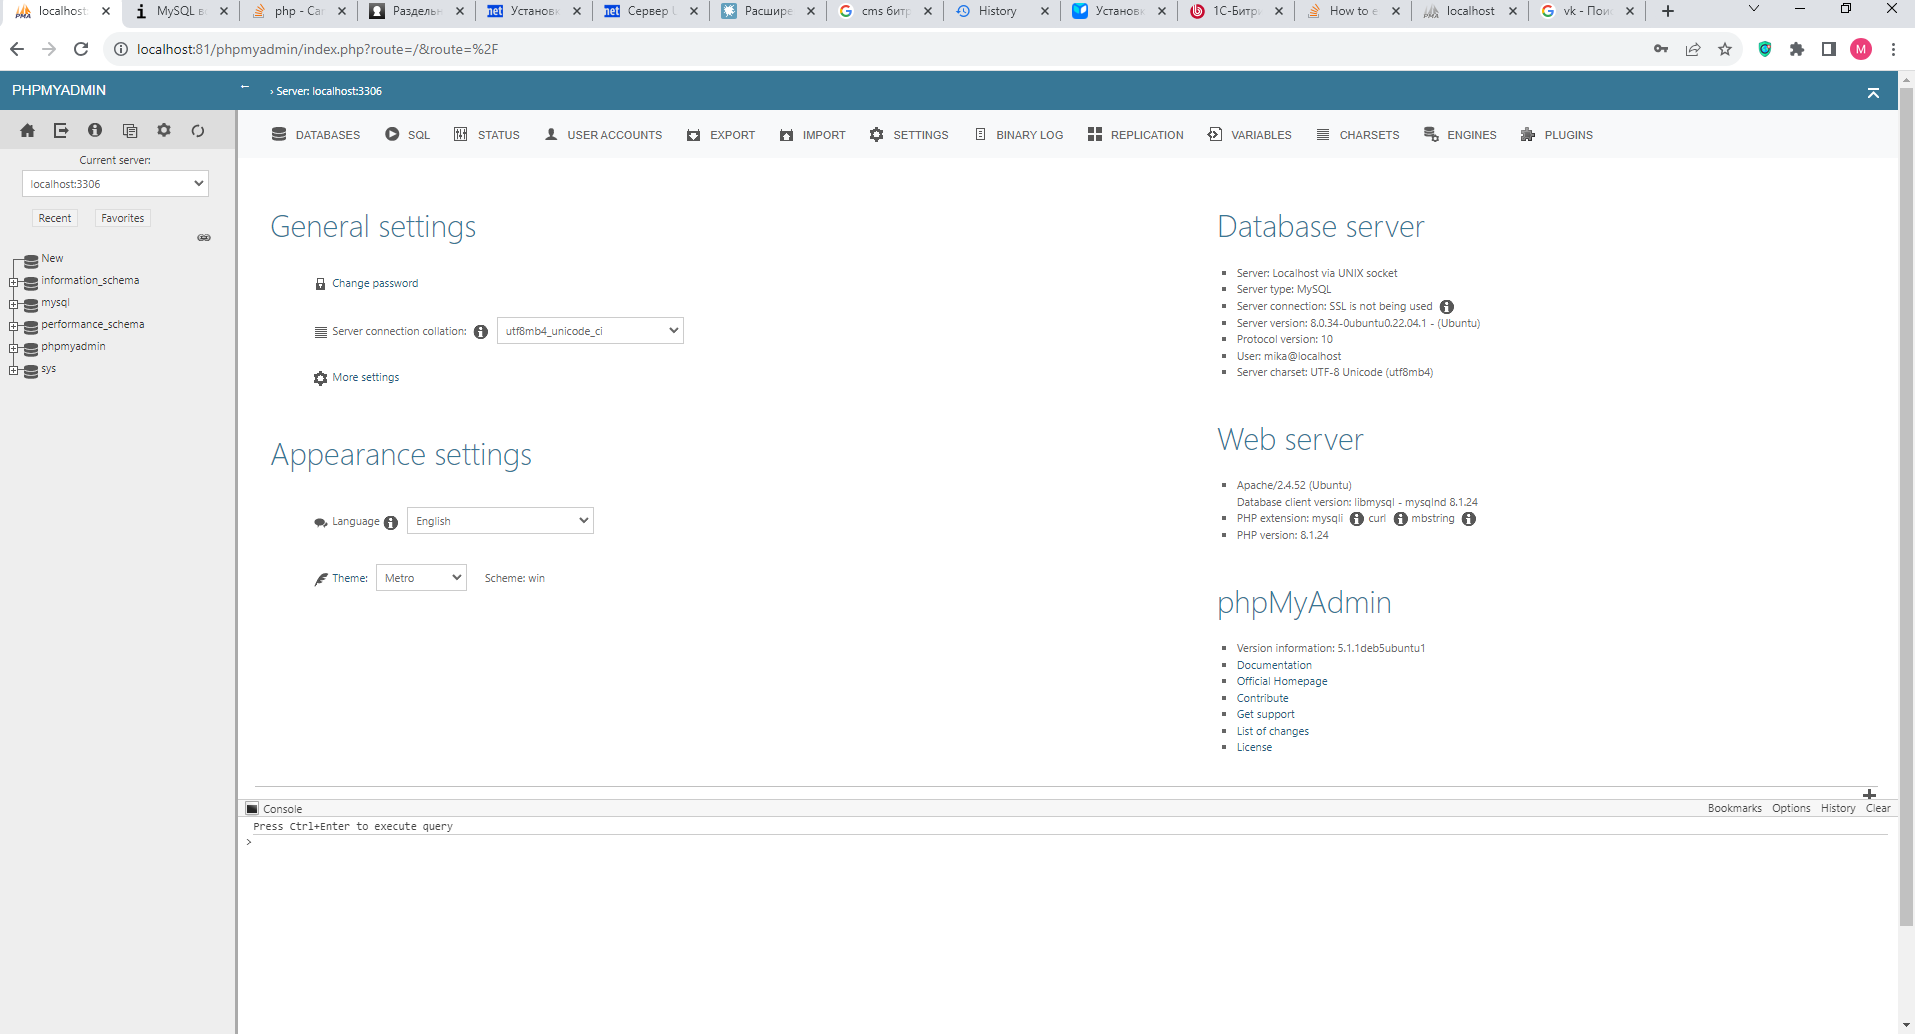 localhost:
MySQL в
php - Can
Раздельн
Установк
Сервер U
Расшире
cms битр
History
Установк
1С-Битри
How to e
localhost
vk - Поис
localhost:81/phpmyadmin/index.php?route=/&route=%2F
M
PHPMYADMIN
← › Server: localhost:3306
DATABASES SQL STATUS USER ACCOUNTS EXPORT IMPORT SETTINGS BINARY LOG REPLICATION VARIABLES CHARSETS ENGINES PLUGINS
Current server:
localhost:3306
Recent Favorites
New
information_schema
mysql
performance_schema
phpmyadmin
sys
General settings
Change password
Server connection collation: utf8mb4_unicode_ci
More settings
Appearance settings
Language English
Theme: Metro Scheme: win
Database server
Server: Localhost via UNIX socket
Server type: MySQL
Server connection: SSL is not being used
Server version: 8.0.34-0ubuntu0.22.04.1 - (Ubuntu)
Protocol version: 10
User: mika@localhost
Server charset: UTF-8 Unicode (utf8mb4)
Web server
Apache/2.4.52 (Ubuntu)
Database client version: libmysql - mysqlnd 8.1.24
PHP extension: mysqli curl mbstring
PHP version: 8.1.24
phpMyAdmin
Version information: 5.1.1deb5ubuntu1
Documentation
Official Homepage
Contribute
Get support
List of changes
License
Console Bookmarks Options History Clear
Press Ctrl+Enter to execute query
>